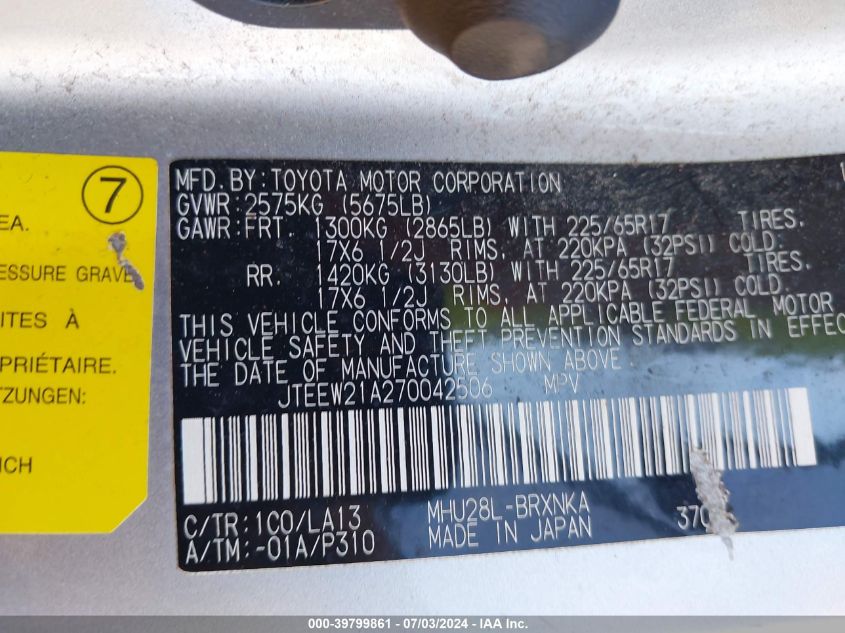 7
EA.
ESSURE GRAVE
ITES À
PRIÉTAIRE.
TZUNGEN:
ICH
MFD. BY: TOYOTA MOTOR CORPORATION
GVWR: 2575KG (5675LB)
GAWR: FRT. 1300KG (2865LB) WITH 225/65R17 TIRES.
17X6 1/2J RIMS, AT 220KPA (32PSI) COLD.
RR. 1420KG (3130LB) WITH 225/65R17 TIRES.
17X6 1/2J RIMS, AT 220KPA (32PSI) COLD.
THIS VEHICLE CONFORMS TO ALL APPLICABLE FEDERAL MOTOR
VEHICLE SAFETY AND THEFT PREVENTION STANDARDS IN EFFEC
THE DATE OF MANUFACTURE SHOWN ABOVE.
JTEEW21A270042506 MPV
C/TR: 1C0/LA13 MHU28L-BRXNKA 370
A/TM: -01A/P310 MADE IN JAPAN
000-39799861 - 07/03/2024 - IAA Inc.